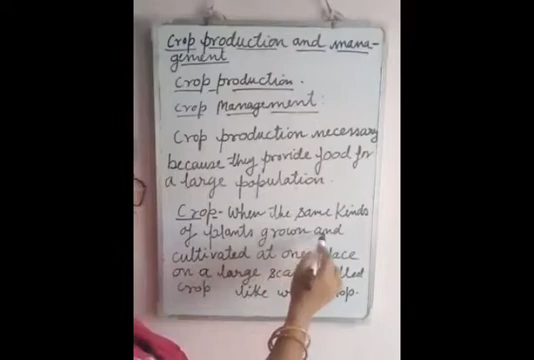 Crop production and mana-
gement
Crop production.
Crop Management:
Crop production necessary
because they provide food for
a large population.
Crop- When the same kinds
of plants grown and
cultivated at one
on a large
crop like